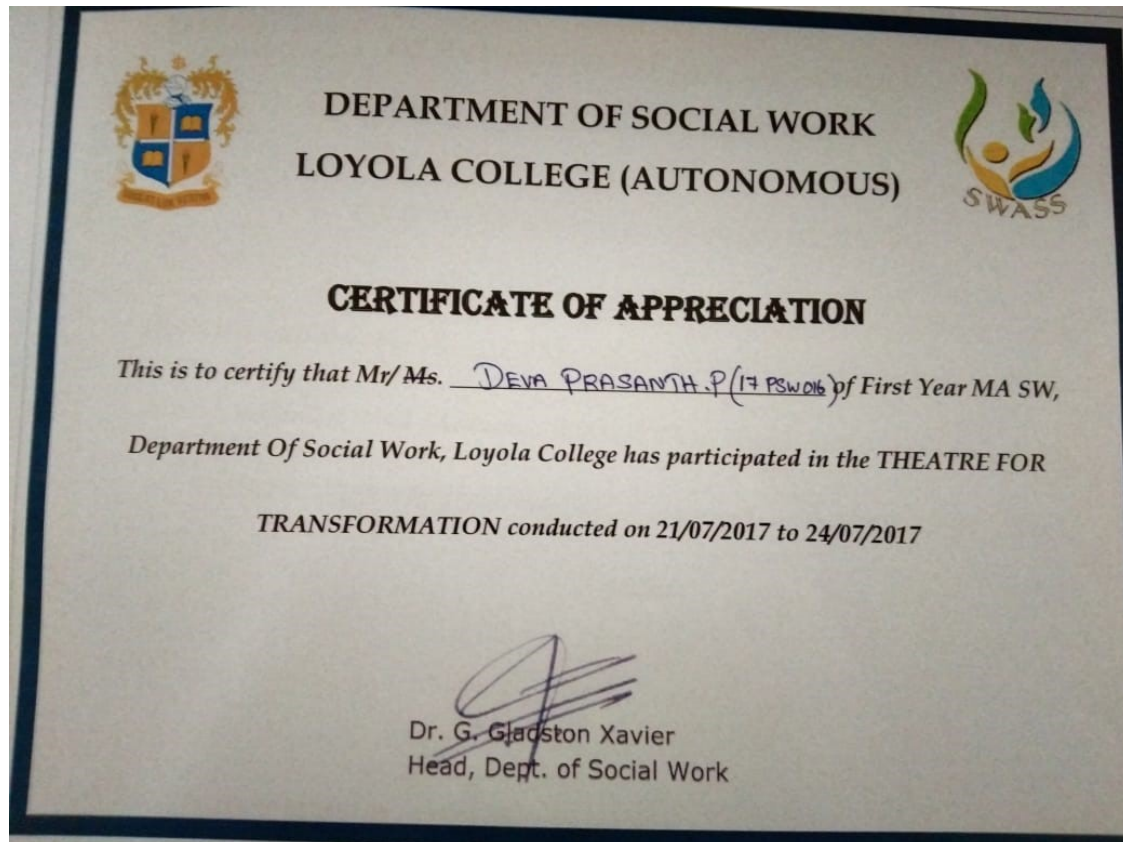 DEPARTMENT OF SOCIAL WORK
LOYOLA COLLEGE (AUTONOMOUS)
SWASS
CERTIFICATE OF APPRECIATION
This is to certify that Mr/ Ms. DEVA PRASANTH.P (17 PSW 016) of First Year MA SW,
Department Of Social Work, Loyola College has participated in the THEATRE FOR
TRANSFORMATION conducted on 21/07/2017 to 24/07/2017
Dr. G. Gladston Xavier
Head, Dept. of Social Work